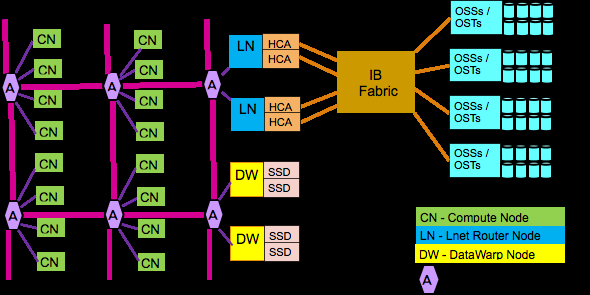 CN
CN
CN
CN
CN
CN
CN
CN
A
A
A
CN
CN
CN
CN
CN
CN
CN
CN
A
A
A
LN
HCA
HCA
LN
HCA
HCA
DW
SSD
SSD
DW
SSD
SSD
IB
Fabric
OSSs /
OSTs
OSSs /
OSTs
OSSs /
OSTs
OSSs /
OSTs
CN - Compute Node
LN - Lnet Router Node
DW - DataWarp Node
A